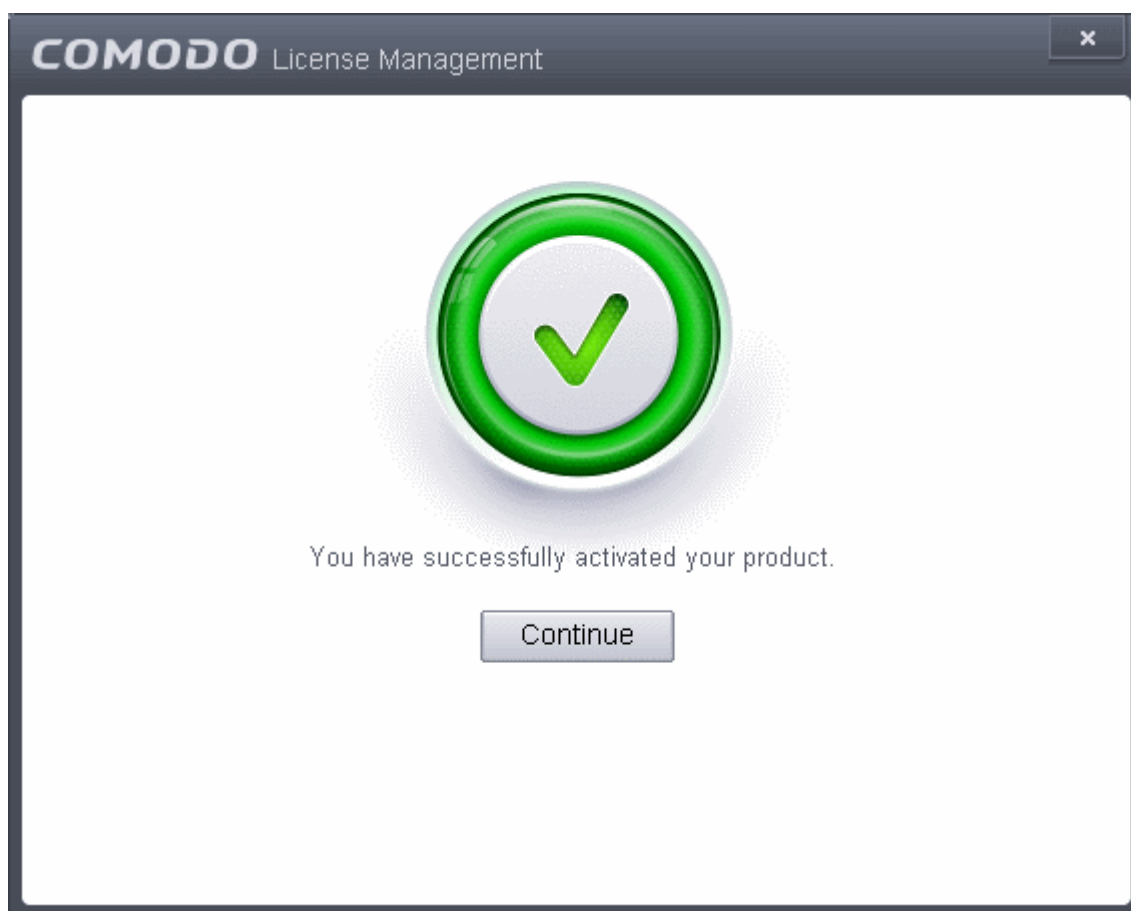 COMODO License Management
You have successfully activated your product.
Continue